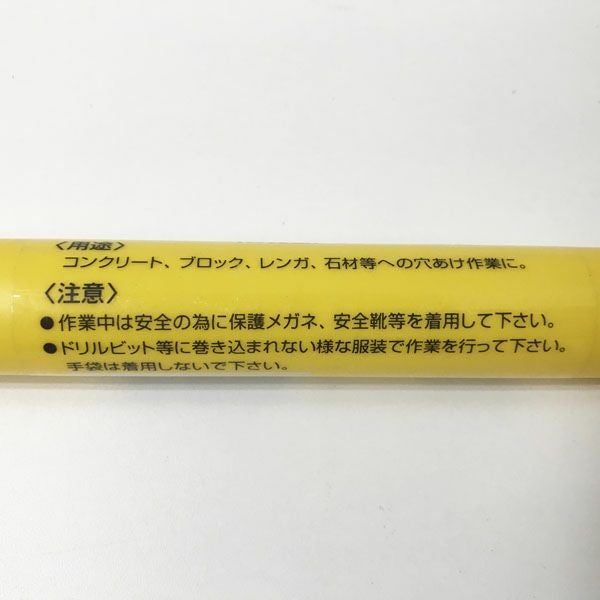 〈用途〉
コンクリート、ブロック、レンガ、石材等への穴あけ作業に。
〈注意〉
●作業中は安全の為に保護メガネ、安全靴等を着用して下さい。
●ドリルビット等に巻き込まれない様な服装で作業を行って下さい。
手袋は着用しないで下さい。